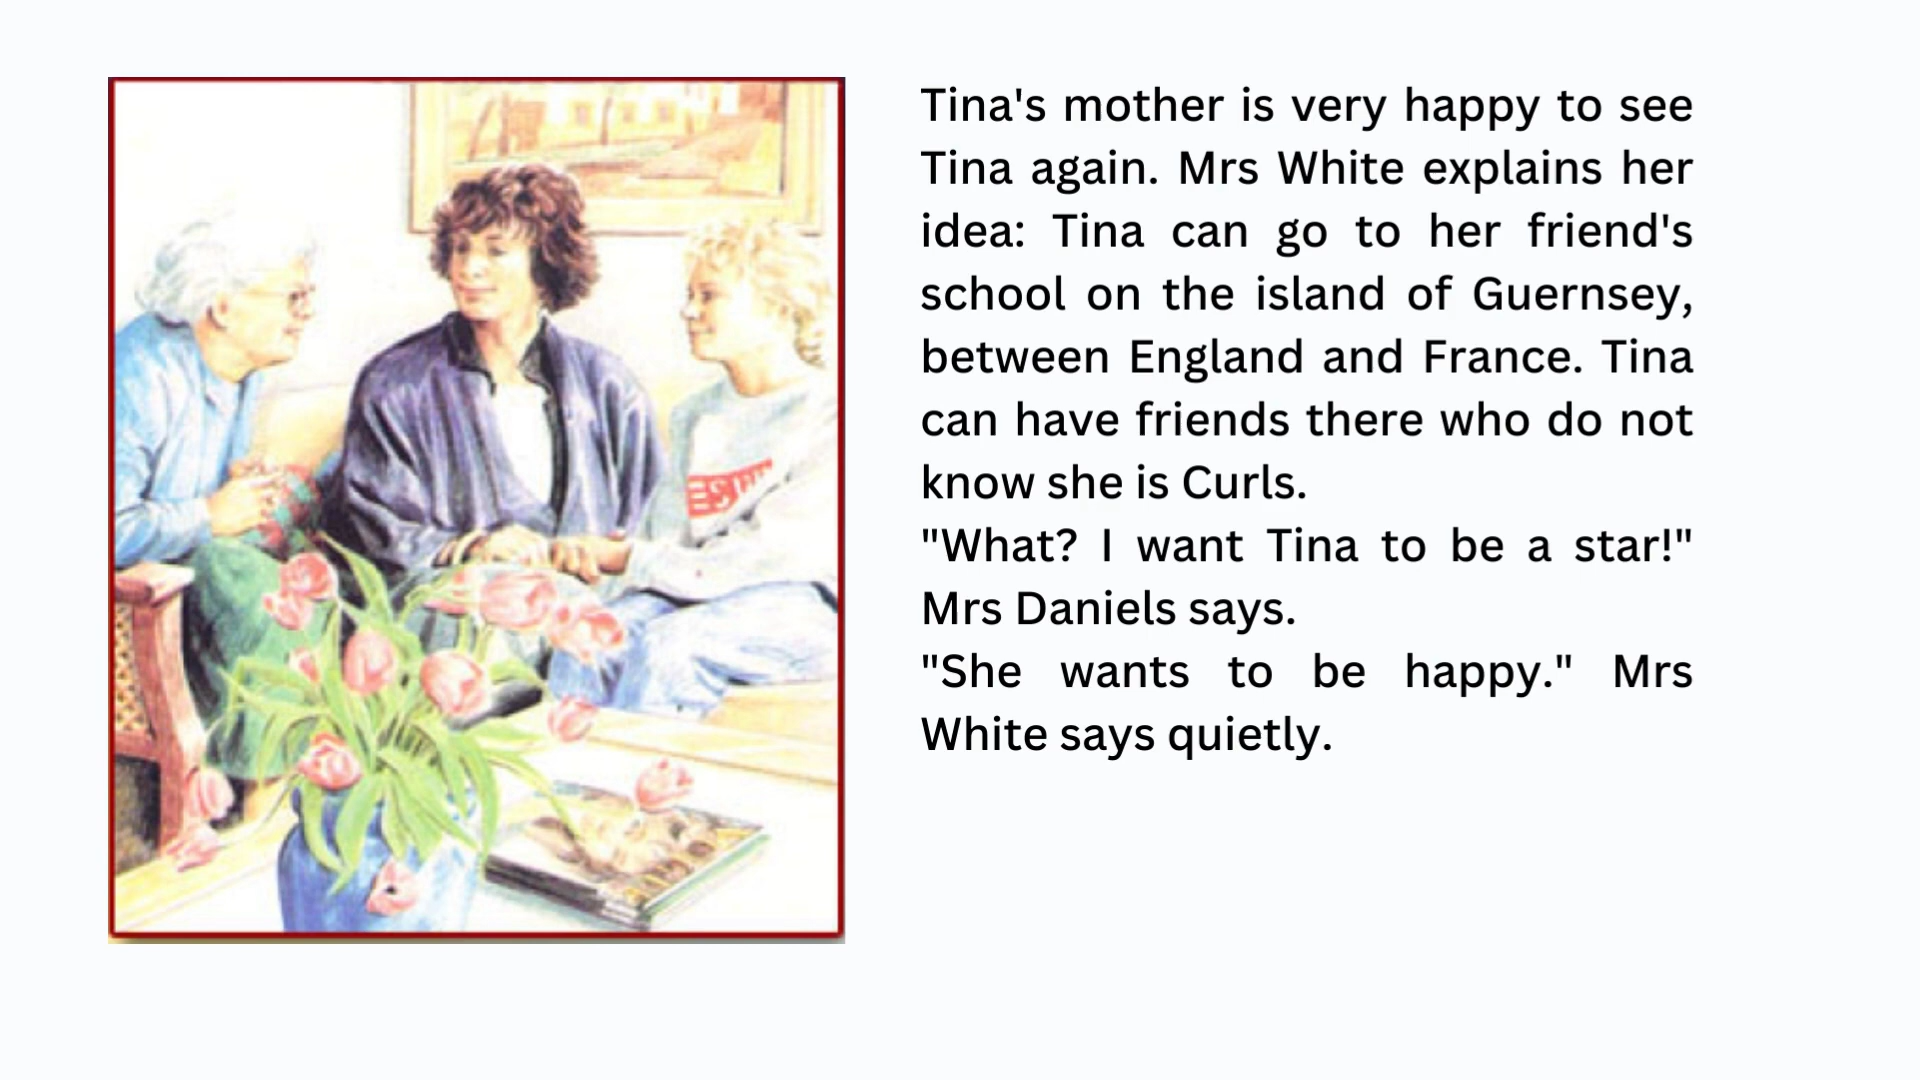 Tina's mother is very happy to see
Tina again. Mrs White explains her
idea: Tina can go to her friend's
school on the island of Guernsey,
between England and France. Tina
can have friends there who do not
know she is Curls.
"What? I want Tina to be a star!"
Mrs Daniels says.
"She wants to be happy." Mrs
White says quietly.